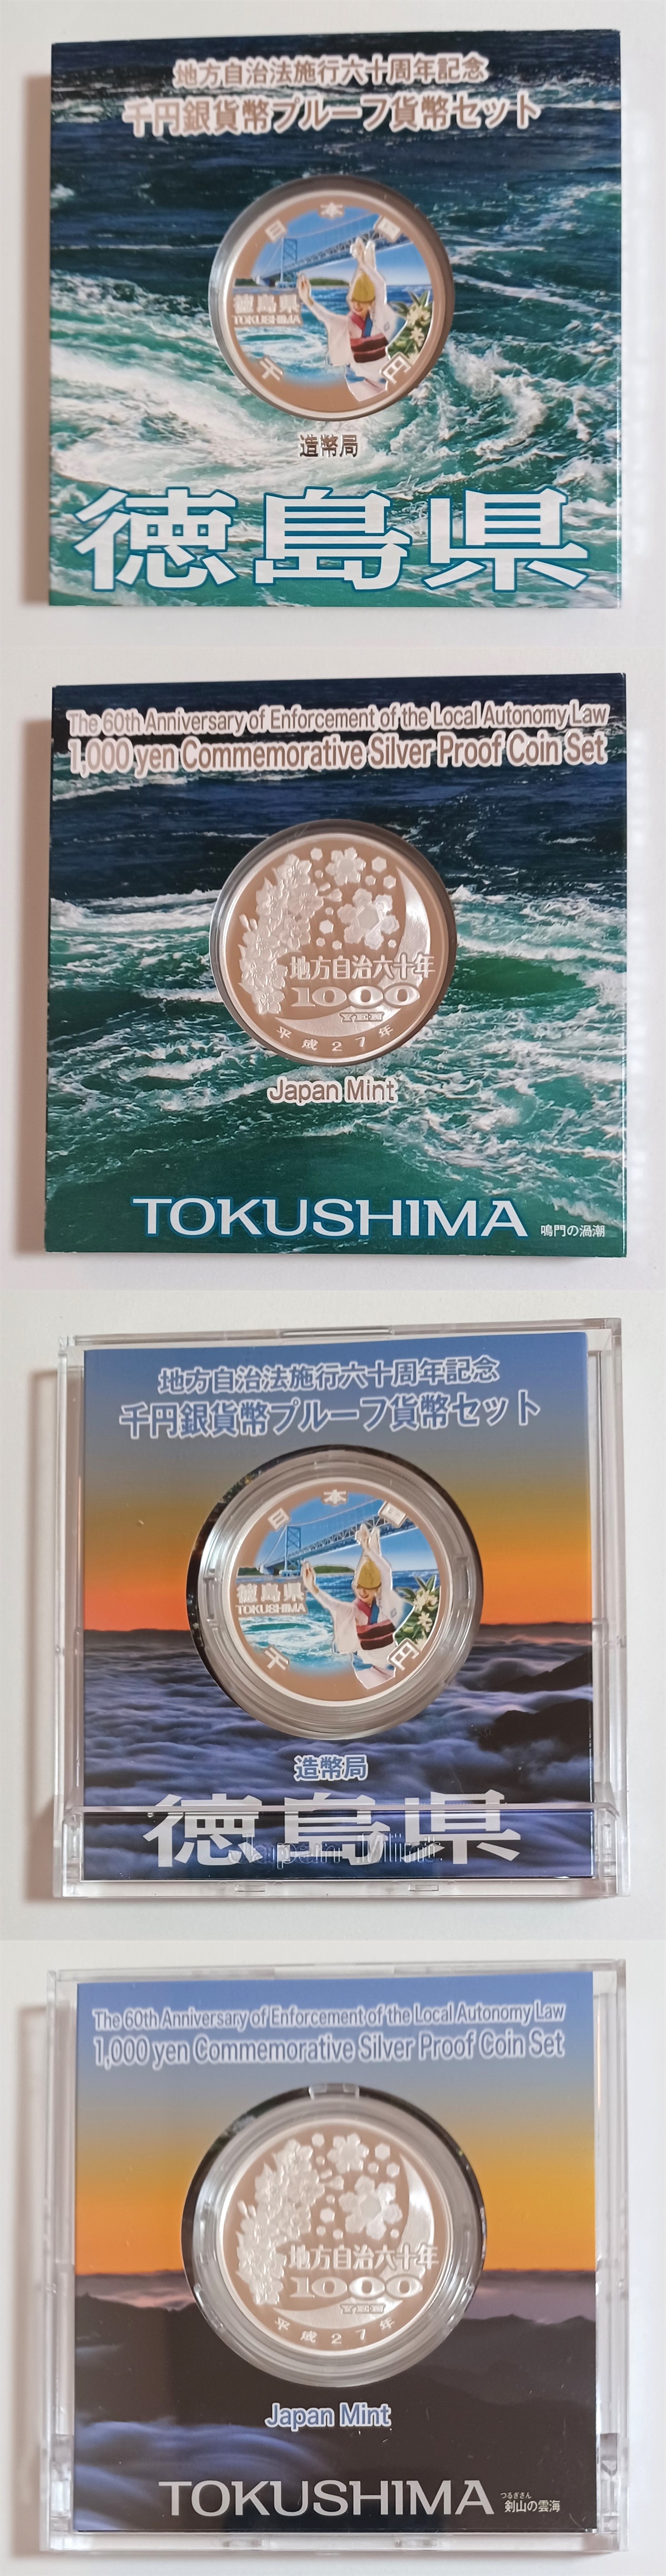 地方自治法施行六十周年記念
千円銀貨幣プルーフ貨幣セット
日本国
徳島県
TOKUSHIMA
千円
造幣局
徳島県
The 60th Anniversary of Enforcement of the Local Autonomy Law
1,000 yen Commemorative Silver Proof Coin Set
地方自治六十年
1000
YEN
平成27年
Japan Mint
TOKUSHIMA
鳴門の渦潮
地方自治法施行六十周年記念
千円銀貨幣プルーフ貨幣セット
日本国
徳島県
TOKUSHIMA
千円
造幣局
徳島県
Japan Mint
The 60th Anniversary of Enforcement of the Local Autonomy Law
1,000 yen Commemorative Silver Proof Coin Set
地方自治六十年
1000
YEN
平成27年
Japan Mint
TOKUSHIMA
つるぎさん
剣山の雲海